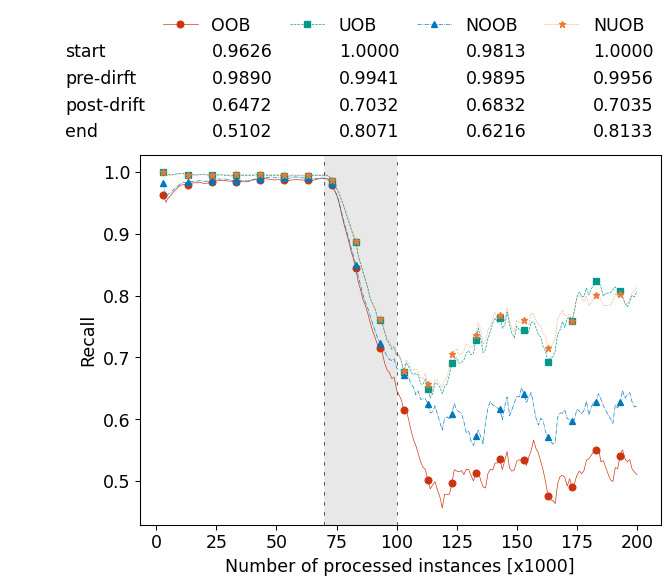 OOB UOB NOOB NUOB
start 0.9626 1.0000 0.9813 1.0000
pre-dirft 0.9890 0.9941 0.9895 0.9956
post-drift 0.6472 0.7032 0.6832 0.7035
end 0.5102 0.8071 0.6216 0.8133
1.0
0.9
0.8
0.7
0.6
0.5
Recall
0 25 50 75 100 125 150 175 200
Number of processed instances [x1000]